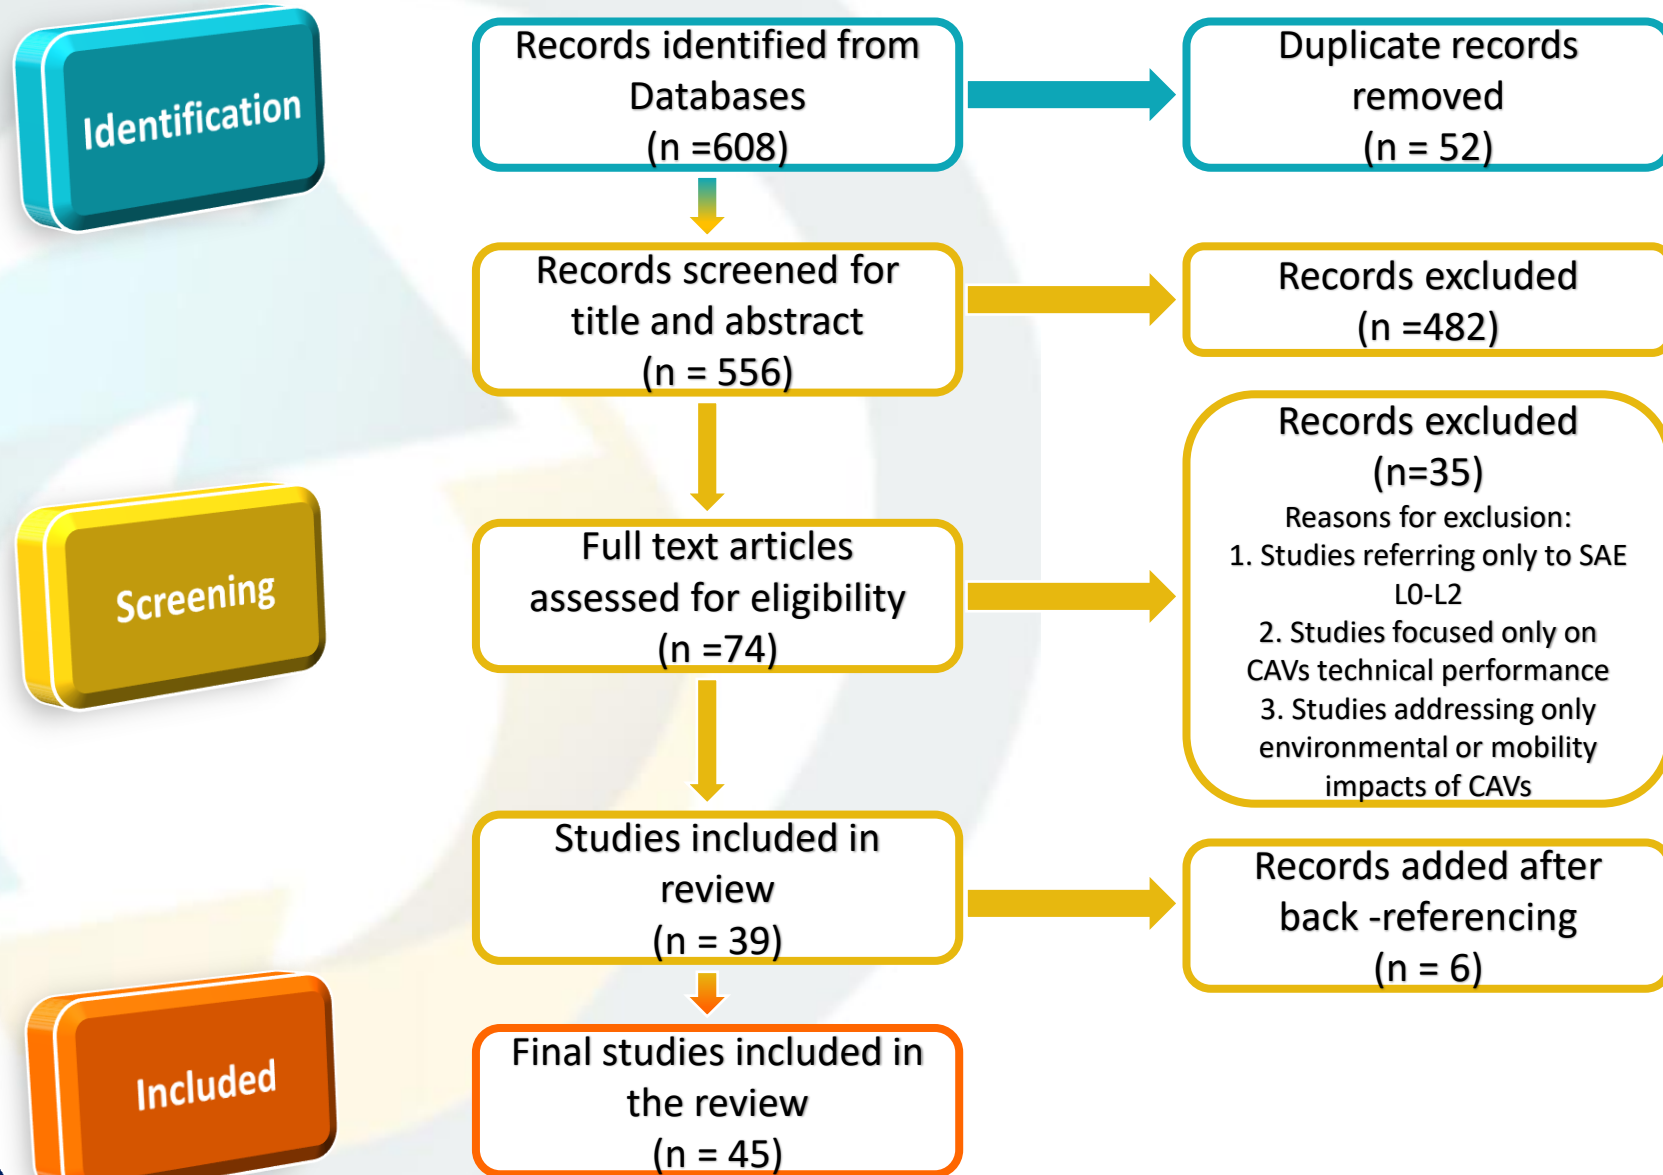 Identification
Records identified from
Databases
(n =608)
Duplicate records
removed
(n = 52)
Records screened for
title and abstract
(n = 556)
Records excluded
(n =482)
Screening
Full text articles
assessed for eligibility
(n =74)
Records excluded
(n=35)
Reasons for exclusion:
1. Studies referring only to SAE
L0-L2
2. Studies focused only on
CAVs technical performance
3. Studies addressing only
environmental or mobility
impacts of CAVs
Studies included in
review
(n = 39)
Records added after
back -referencing
(n = 6)
Included
Final studies included in
the review
(n = 45)